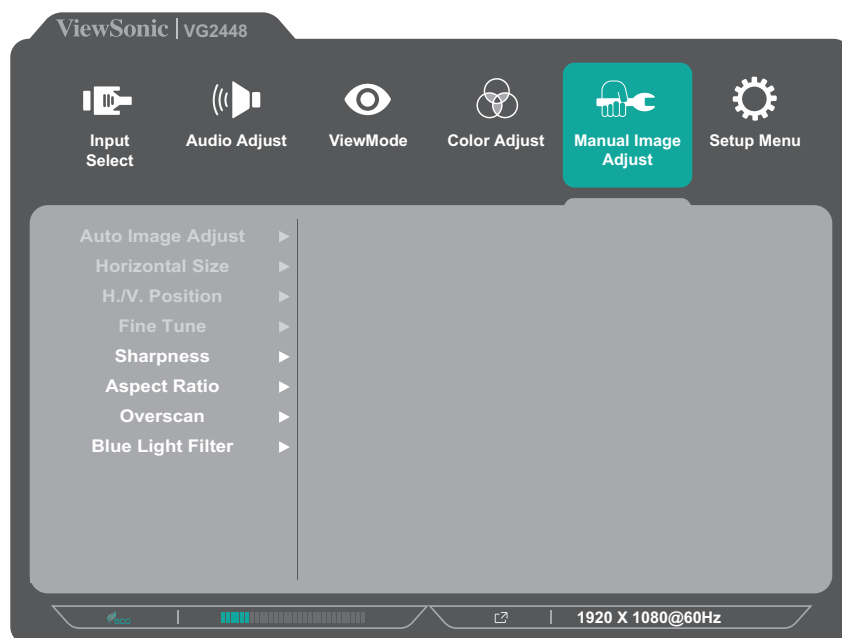 ViewSonic | VG2448
Input Select
Audio Adjust
ViewMode
Color Adjust
Manual Image Adjust
Setup Menu
Auto Image Adjust
Horizontal Size
H./V. Position
Fine Tune
Sharpness
Aspect Ratio
Overscan
Blue Light Filter
eco
1920 X 1080@60Hz